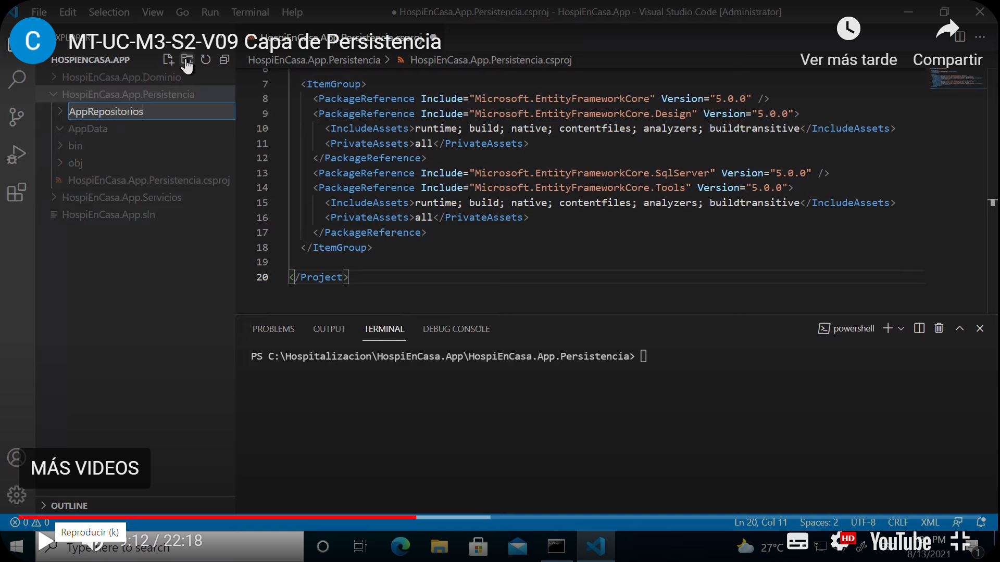 File Edit Selection View Go Run Terminal Help
● HospiEnCasa.App.Persistencia.csproj - HospiEnCasa.App - Visual Studio Code [Administrator]
C
MT-UC-M3-S2-V09 Capa de Persistencia
HospiEnCasa.App.Persistencia.csproj
Ver más tarde
Compartir
HOSPIENCASA.APP
HospiEnCasa.App.Dominio
HospiEnCasa.App.Persistencia
AppRepositorios
AppData
bin
obj
HospiEnCasa.App.Persistencia.csproj
HospiEnCasa.App.Servicios
HospiEnCasa.App.sln
OUTLINE
HospiEnCasa.App.Persistencia > HospiEnCasa.App.Persistencia.csproj
6
7 <ItemGroup>
8 <PackageReference Include="Microsoft.EntityFrameworkCore" Version="5.0.0" />
9 <PackageReference Include="Microsoft.EntityFrameworkCore.Design" Version="5.0.0">
10 <IncludeAssets>runtime; build; native; contentfiles; analyzers; buildtransitive</IncludeAssets>
11 <PrivateAssets>all</PrivateAssets>
12 </PackageReference>
13 <PackageReference Include="Microsoft.EntityFrameworkCore.SqlServer" Version="5.0.0" />
14 <PackageReference Include="Microsoft.EntityFrameworkCore.Tools" Version="5.0.0">
15 <IncludeAssets>runtime; build; native; contentfiles; analyzers; buildtransitive</IncludeAssets>
16 <PrivateAssets>all</PrivateAssets>
17 </PackageReference>
18 </ItemGroup>
19
20 </Project>
PROBLEMS OUTPUT TERMINAL DEBUG CONSOLE
powershell
PS C:\Hospitalizacion\HospiEnCasa.App\HospiEnCasa.App.Persistencia>
MÁS VIDEOS
0 0
Ln 20, Col 11 Spaces: 2 UTF-8 CRLF XML
Reproducir (k)
9:12 / 22:18
Type here to search
27°C
HD
YouTube
PM
8/13/2021
1